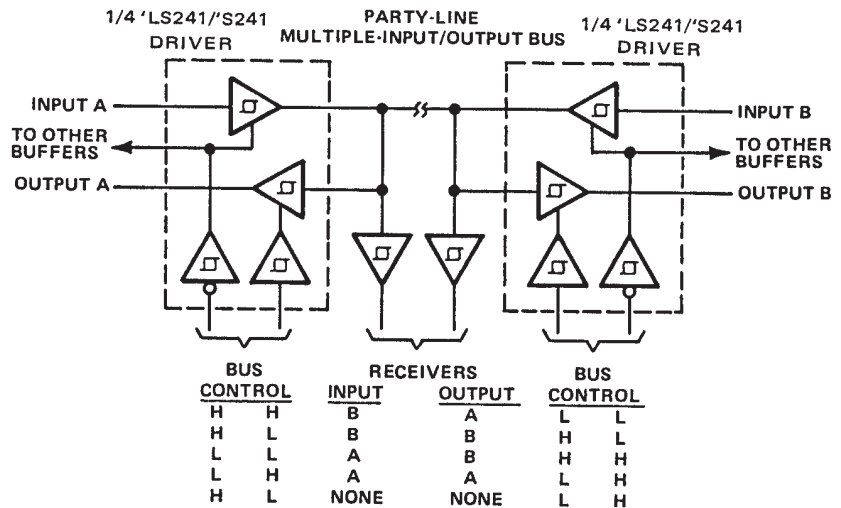 1/4 'LS241/'S241
DRIVER
PARTY-LINE
MULTIPLE-INPUT/OUTPUT BUS
1/4 'LS241/'S241
DRIVER
INPUT A
INPUT B
TO OTHER
BUFFERS
TO OTHER
BUFFERS
OUTPUT A
OUTPUT B
BUS
CONTROL
RECEIVERS
INPUT OUTPUT
BUS
CONTROL
H H B A L L
H L B B H L
L L A B H H
L H A A L H
H L NONE NONE L H